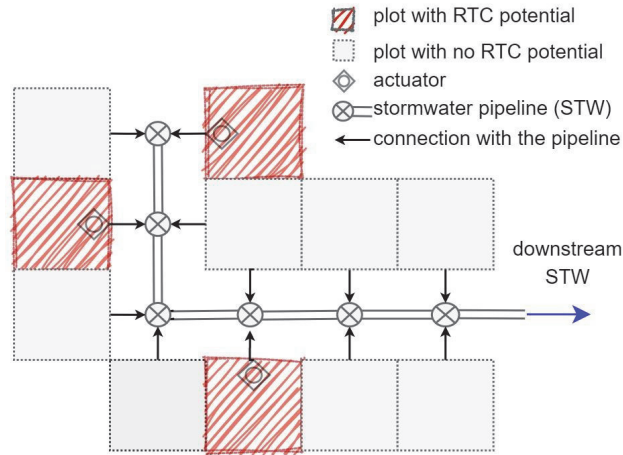 plot with RTC potential
plot with no RTC potential
actuator
stormwater pipeline (STW)
connection with the pipeline
downstream
STW